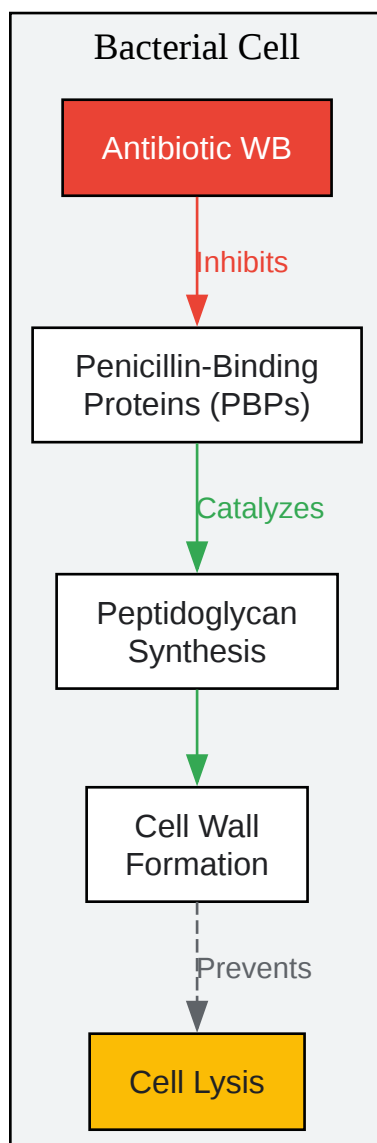 Bacterial Cell
Antibiotic WB
Inhibits
Penicillin-Binding
Proteins (PBPs)
Catalyzes
Peptidoglycan
Synthesis
Cell Wall
Formation
Prevents
Cell Lysis